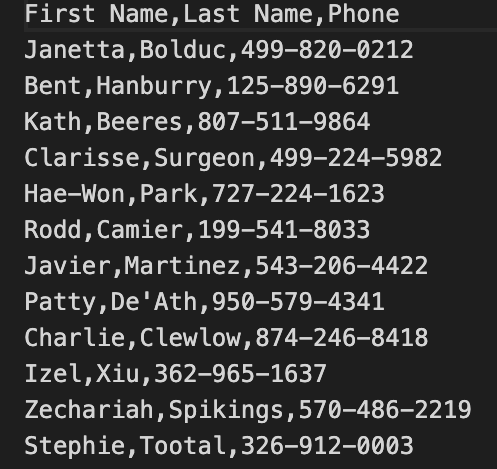 First Name,Last Name,Phone
Janetta,Bolduc,499-820-0212
Bent,Hanburry,125-890-6291
Kath,Beeres,807-511-9864
Clarisse,Surgeon,499-224-5982
Hae-Won,Park,727-224-1623
Rodd,Camier,199-541-8033
Javier,Martinez,543-206-4422
Patty,De'Ath,950-579-4341
Charlie,Clewlow,874-246-8418
Izel,Xiu,362-965-1637
Zechariah,Spikings,570-486-2219
Stephie,Tootal,326-912-0003